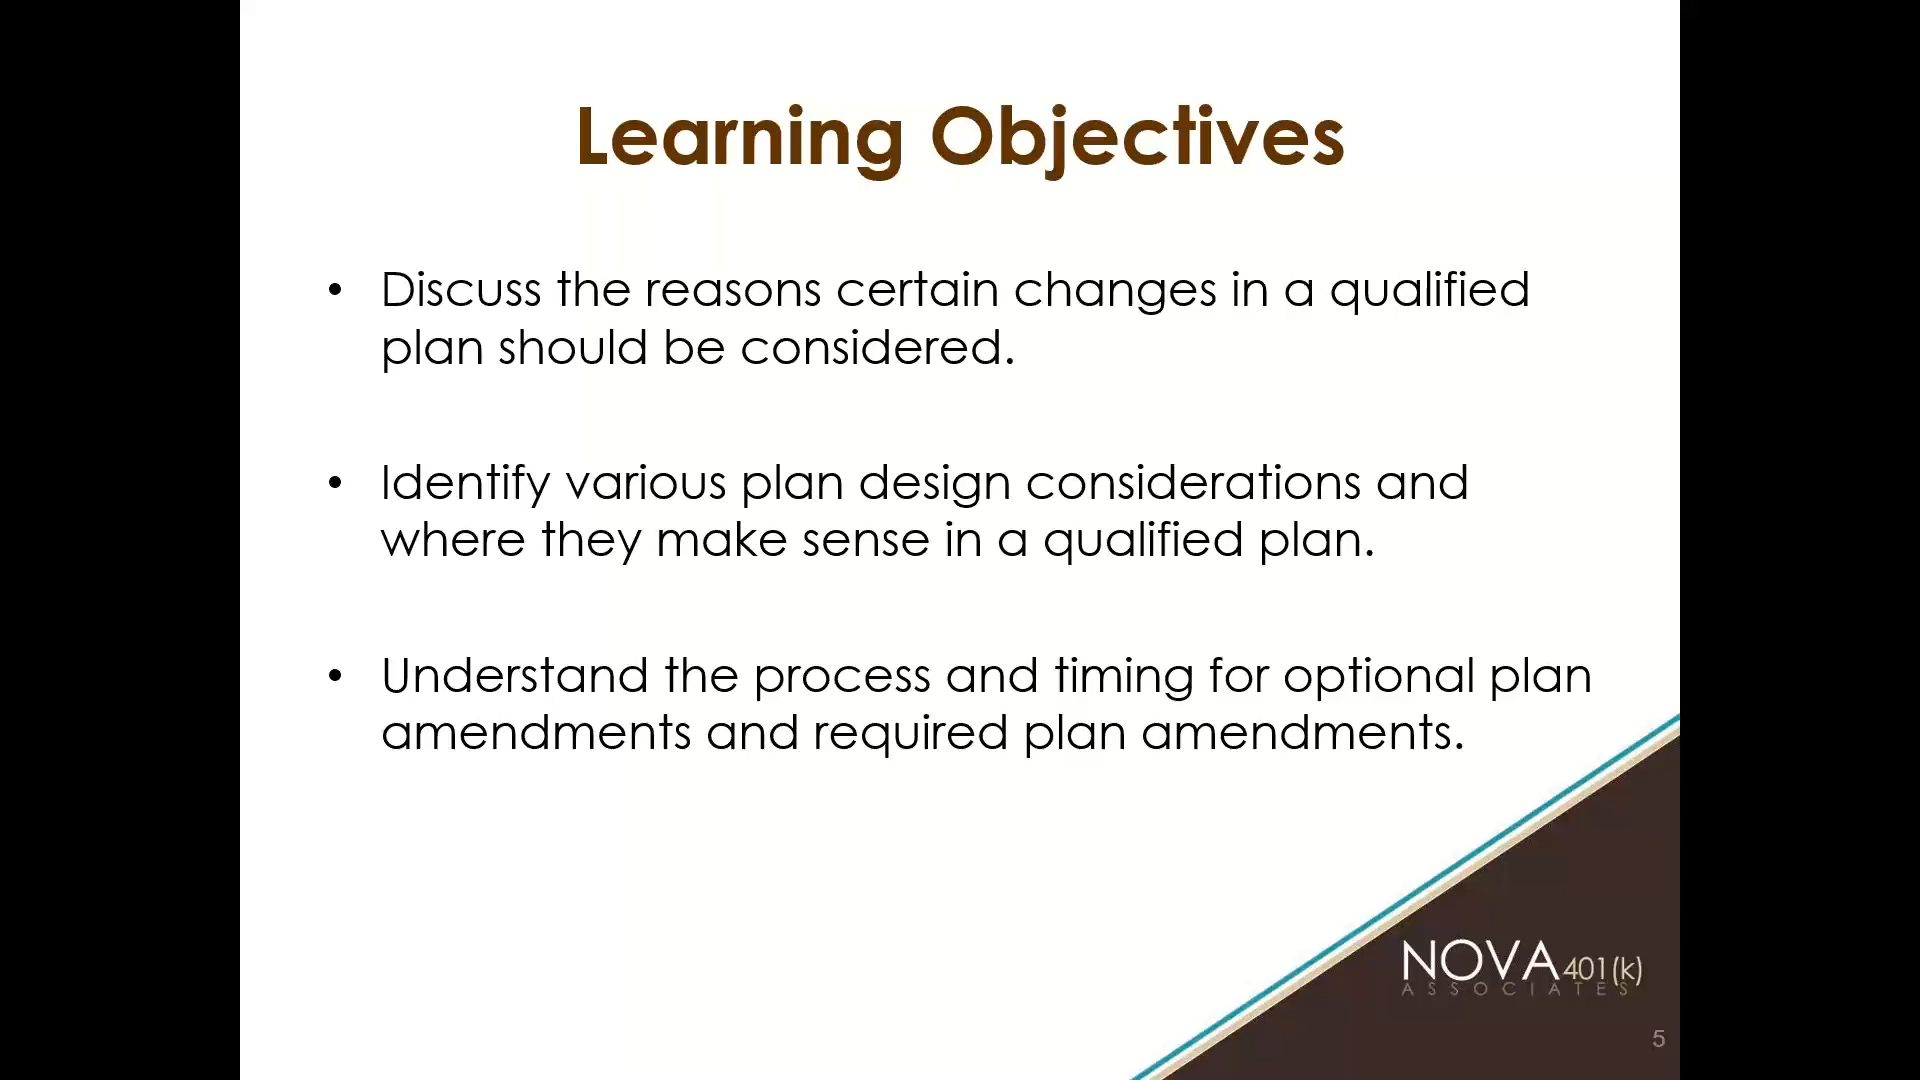 Learning Objectives
• Discuss the reasons certain changes in a qualified
plan should be considered.
• Identify various plan design considerations and
where they make sense in a qualified plan.
• Understand the process and timing for optional plan
amendments and required plan amendments.
NOVA 401(k)
ASSOCIATES
5